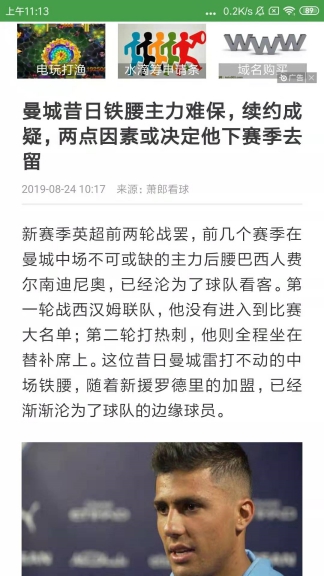 上午11:13
0.2K/s
89
电玩打渔
水滴筹申请条
域名购买
广告
曼城昔日铁腰主力难保，续约成
疑，两点因素或决定他下赛季去
留
2019-08-24 10:17 来源：萧郎看球
新赛季英超前两轮战罢，前几个赛季在
曼城中场不可或缺的主力后腰巴西人费
尔南迪尼奥，已经沦为了球队看客。第
一轮战西汉姆联队，他没有进入到比赛
大名单；第二轮打热刺，他则全程坐在
替补席上。这位昔日曼城雷打不动的中
场铁腰，随着新援罗德里的加盟，已经
渐渐沦为了球队的边缘球员。